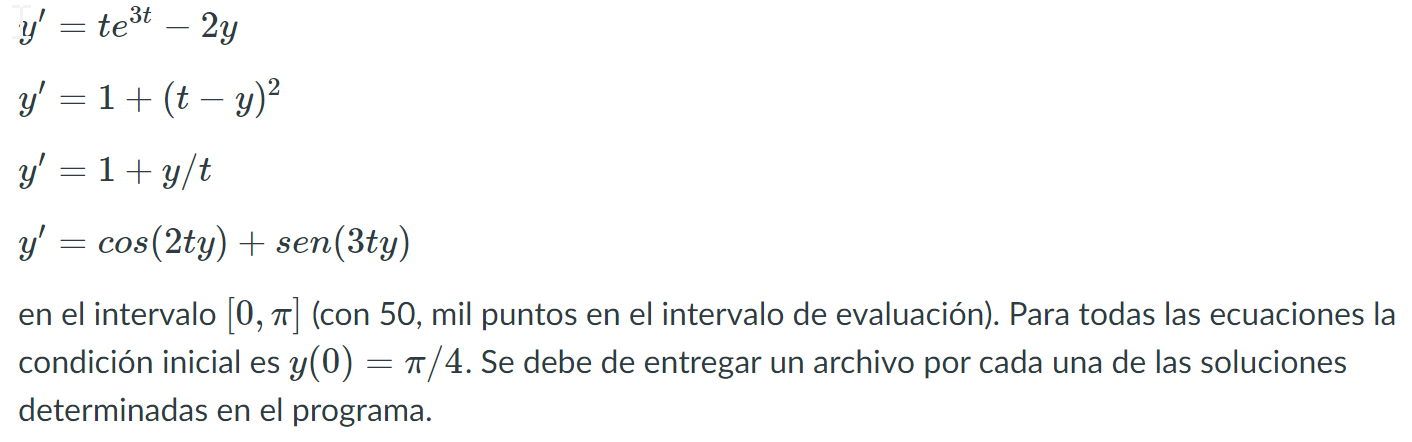 y′ = te³ᵗ − 2y
y′ = 1 + (t − y)²
y′ = 1 + y/t
y′ = cos(2ty) + sen(3ty)
en el intervalo [0, π] (con 50, mil puntos en el intervalo de evaluación). Para todas las ecuaciones la
condición inicial es y(0) = π/4. Se debe de entregar un archivo por cada una de las soluciones
determinadas en el programa.